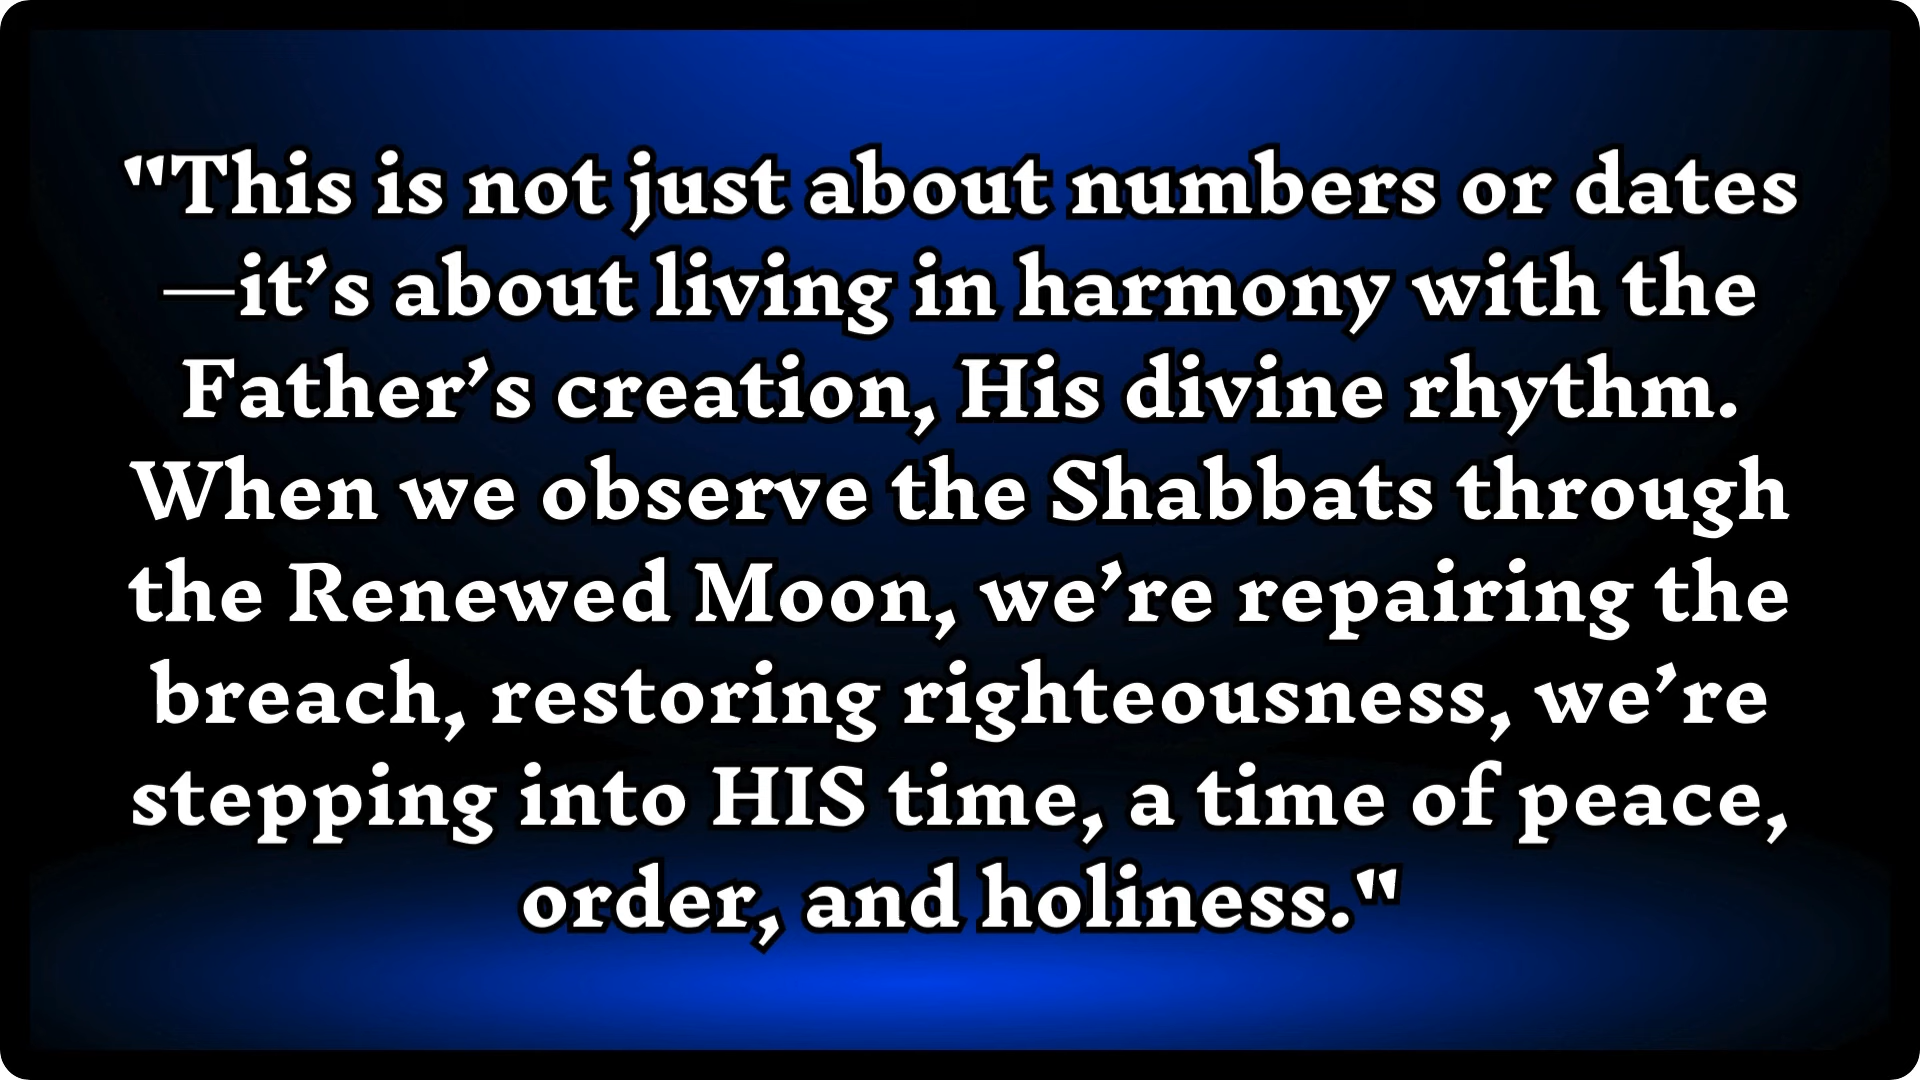 "This is not just about numbers or dates
—it’s about living in harmony with the
Father’s creation, His divine rhythm.
When we observe the Shabbats through
the Renewed Moon, we’re repairing the
breach, restoring righteousness, we’re
stepping into HIS time, a time of peace,
order, and holiness."